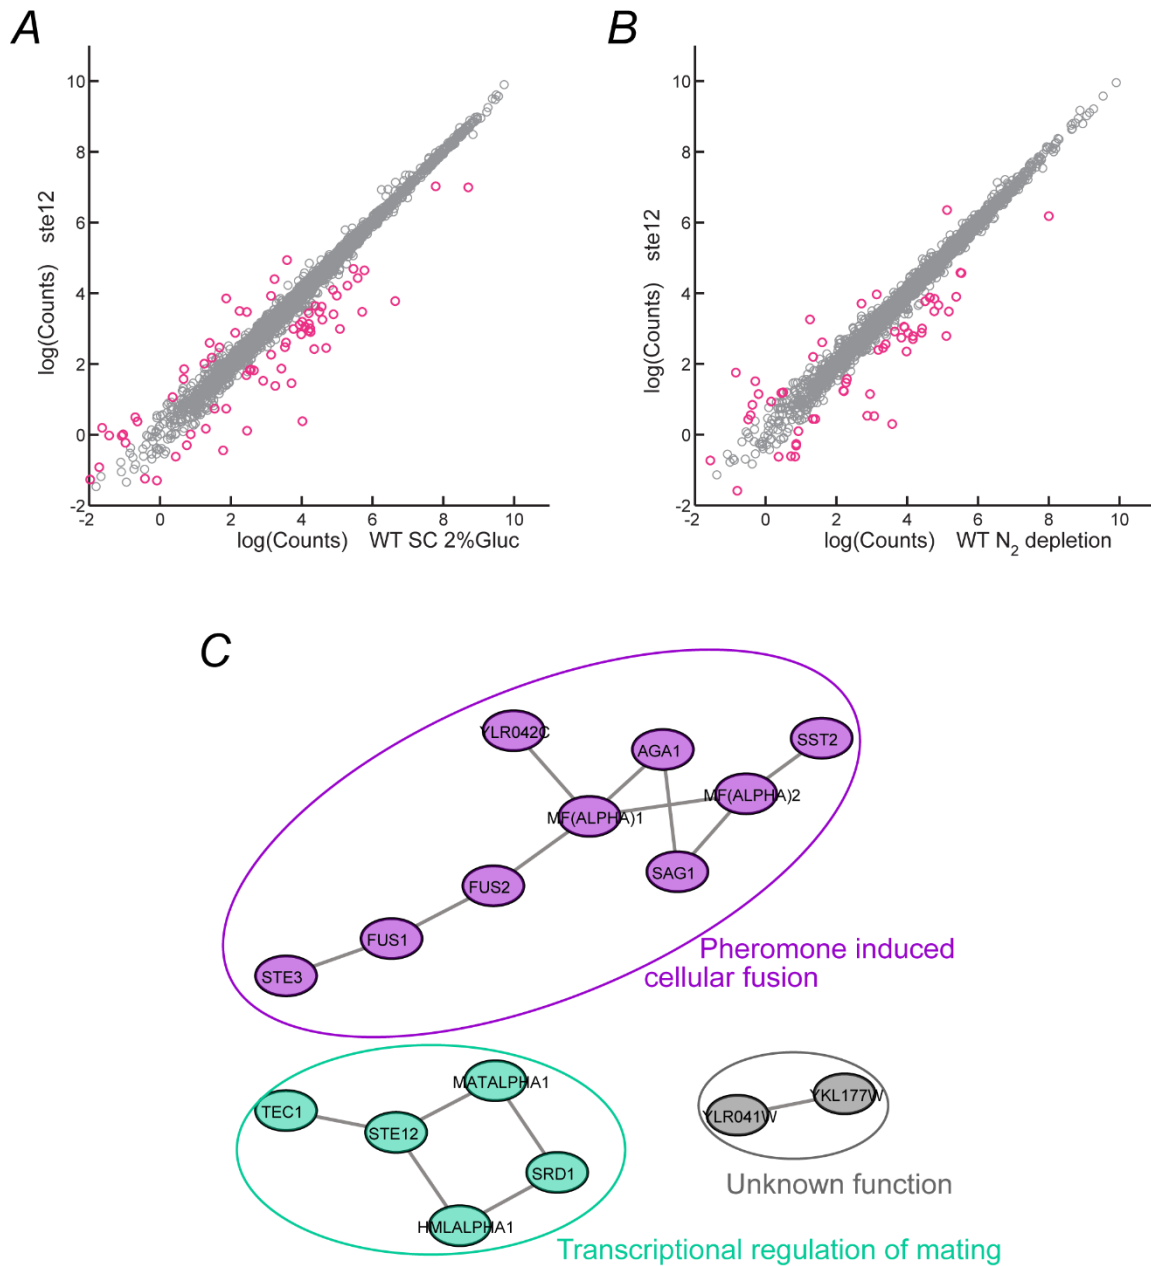 A
B
10
8
6
4
2
0
-2
-2
0
2
4
6
8
10
log(Counts) ste12
log(Counts) WT SC 2%Gluc
10
8
6
4
2
0
-2
-2
0
2
4
6
8
10
log(Counts) ste12
log(Counts) WT N2 depletion
C
YLR042C
AGA1
SST2
MF(ALPHA)1
MF(ALPHA)2
FUS2
SAG1
FUS1
STE3
Pheromone induced
cellular fusion
MATALPHA1
TEC1
STE12
SRD1
HMLALPHA1
YKL177W
YLR041W
Unknown function
Transcriptional regulation of mating